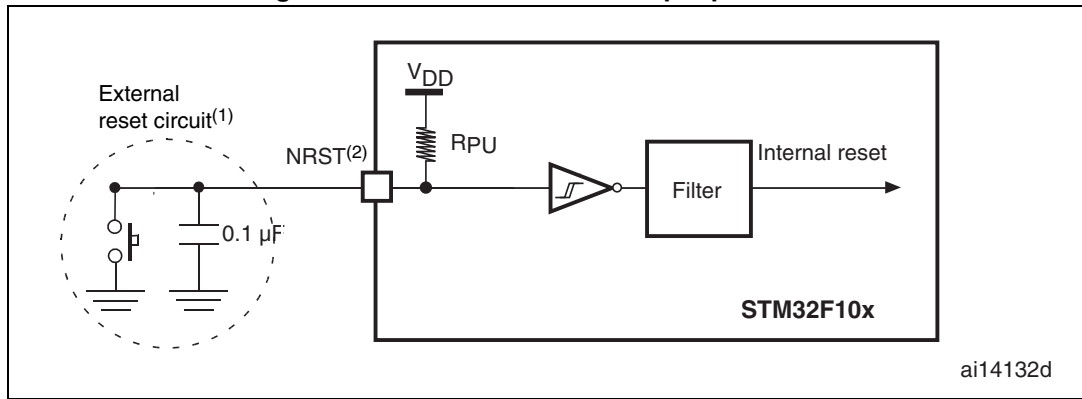 External
reset circuit(1)
VDD
RPU
NRST(2)
Internal reset
Filter
0.1 µF
STM32F10x
ai14132d